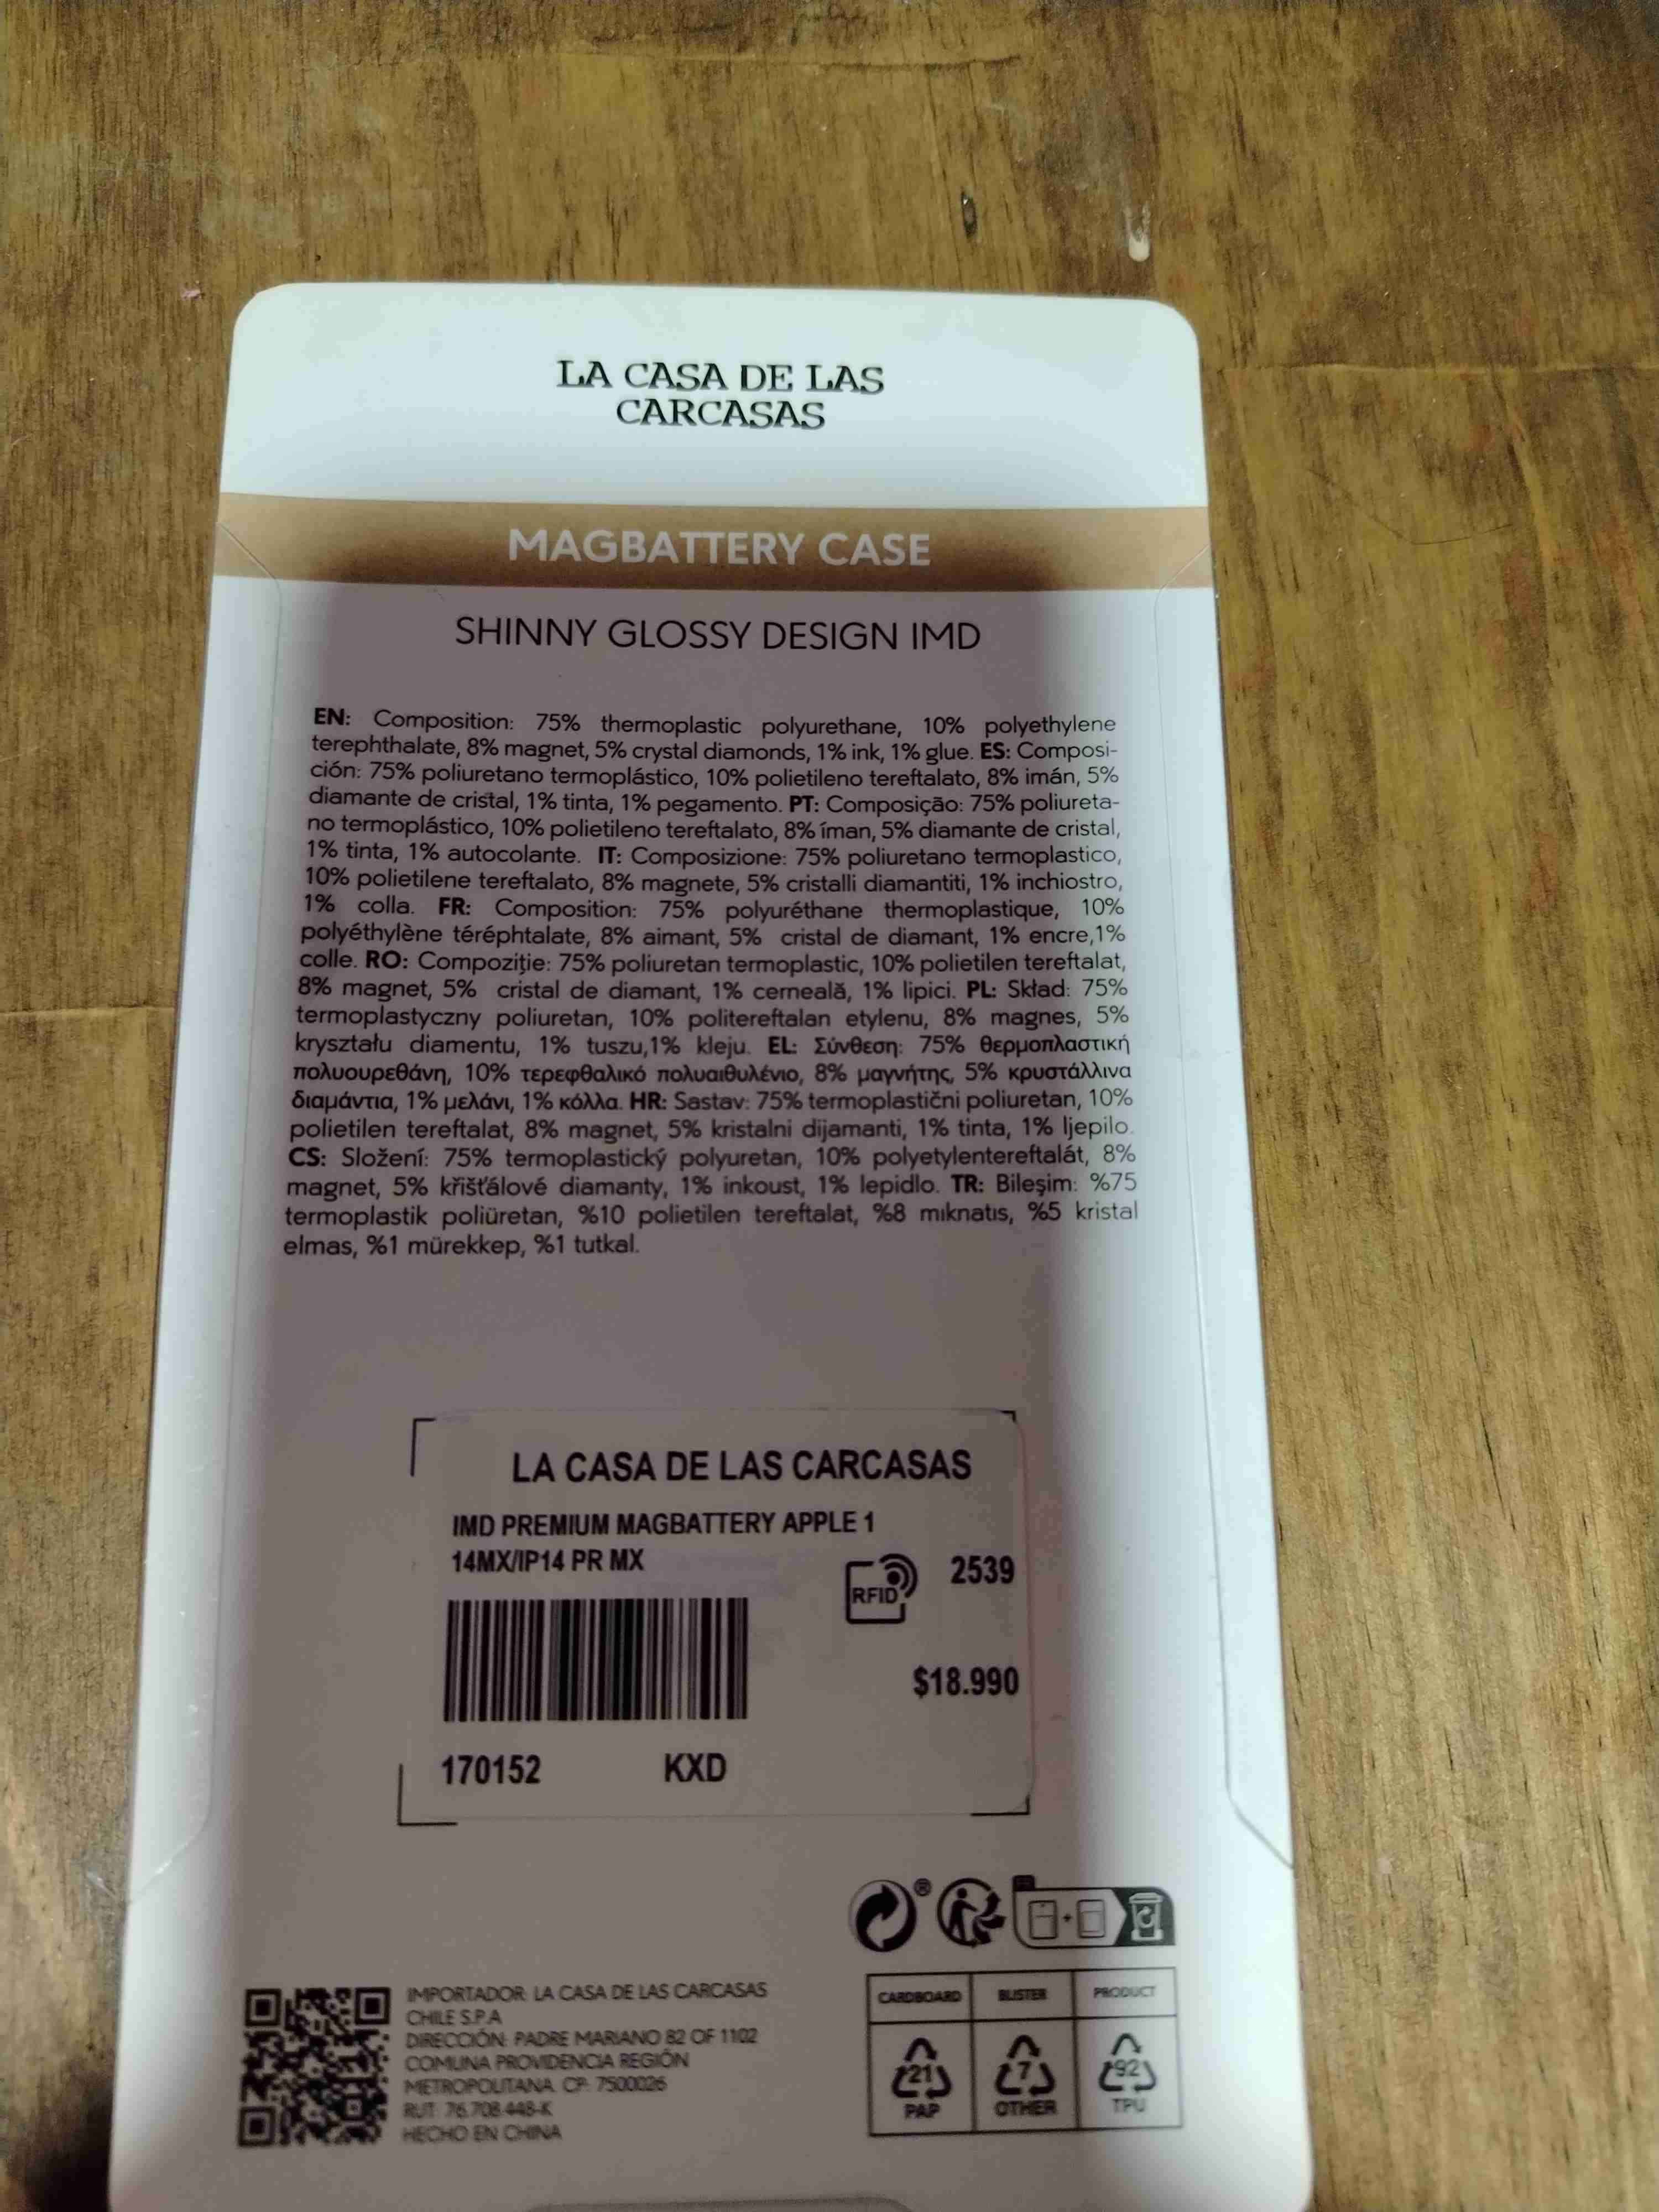 LA CASA DE LAS
CARCASAS
MAGBATTERY CASE
SHINNY GLOSSY DESIGN IMD
EN: Composition: 75% thermoplastic polyurethane, 10% polyethylene
terephthalate, 8% magnet, 5% crystal diamonds, 1% ink, 1% glue. ES: Composi-
ción: 75% poliuretano termoplástico, 10% polietileno tereftalato, 8% imán, 5%
diamante de cristal, 1% tinta, 1% pegamento. PT: Composição: 75% poliureta-
no termoplástico, 10% polietileno tereftalato, 8% íman, 5% diamante de cristal,
1% tinta, 1% autocolante. IT: Composizione: 75% poliuretano termoplastico,
10% polietilene tereftalato, 8% magnete, 5% cristalli diamantiti, 1% inchiostro,
1% colla. FR: Composition: 75% polyuréthane thermoplastique, 10%
polyéthylène téréphtalate, 8% aimant, 5% cristal de diamant, 1% encre,1%
colle. RO: Compoziţie: 75% poliuretan termoplastic, 10% polietilen tereftalat,
8% magnet, 5% cristal de diamant, 1% cerneală, 1% lipici. PL: Skład: 75%
termoplastyczny poliuretan, 10% politereftalan etylenu, 8% magnes, 5%
kryształu diamentu, 1% tuszu,1% kleju. EL: Σύνθεση: 75% θερμοπλαστική
πολυουρεθάνη, 10% τερεφθαλικό πολυαιθυλένιο, 8% μαγνήτης, 5% κρυστάλλινα
διαμάντια, 1% μελάνι, 1% κόλλα. HR: Sastav: 75% termoplastični poliuretan, 10%
polietilen tereftalat, 8% magnet, 5% kristalni dijamanti, 1% tinta, 1% ljepilo.
CS: Složení: 75% termoplastický polyuretan, 10% polyetylentereftalát, 8%
magnet, 5% křišťálové diamanty, 1% inkoust, 1% lepidlo. TR: Bileşim: %75
termoplastik poliüretan, %10 polietilen tereftalat, %8 mıknatıs, %5 kristal
elmas, %1 mürekkep, %1 tutkal.
LA CASA DE LAS CARCASAS
IMD PREMIUM MAGBATTERY APPLE 1
14MX/IP14 PR MX
RFID 2539
$18.990
170152 KXD
IMPORTADOR: LA CASA DE LAS CARCASAS
CHILE S.P.A
DIRECCIÓN: PADRE MARIANO 82 OF 1102
COMUNA PROVIDENCIA REGIÓN
METROPOLITANA. CP: 7500026
RUT: 76.708.448-K
HECHO EN CHINA
CARDBOARD BLISTER PRODUCT
21 7 92
PAP OTHER TPU